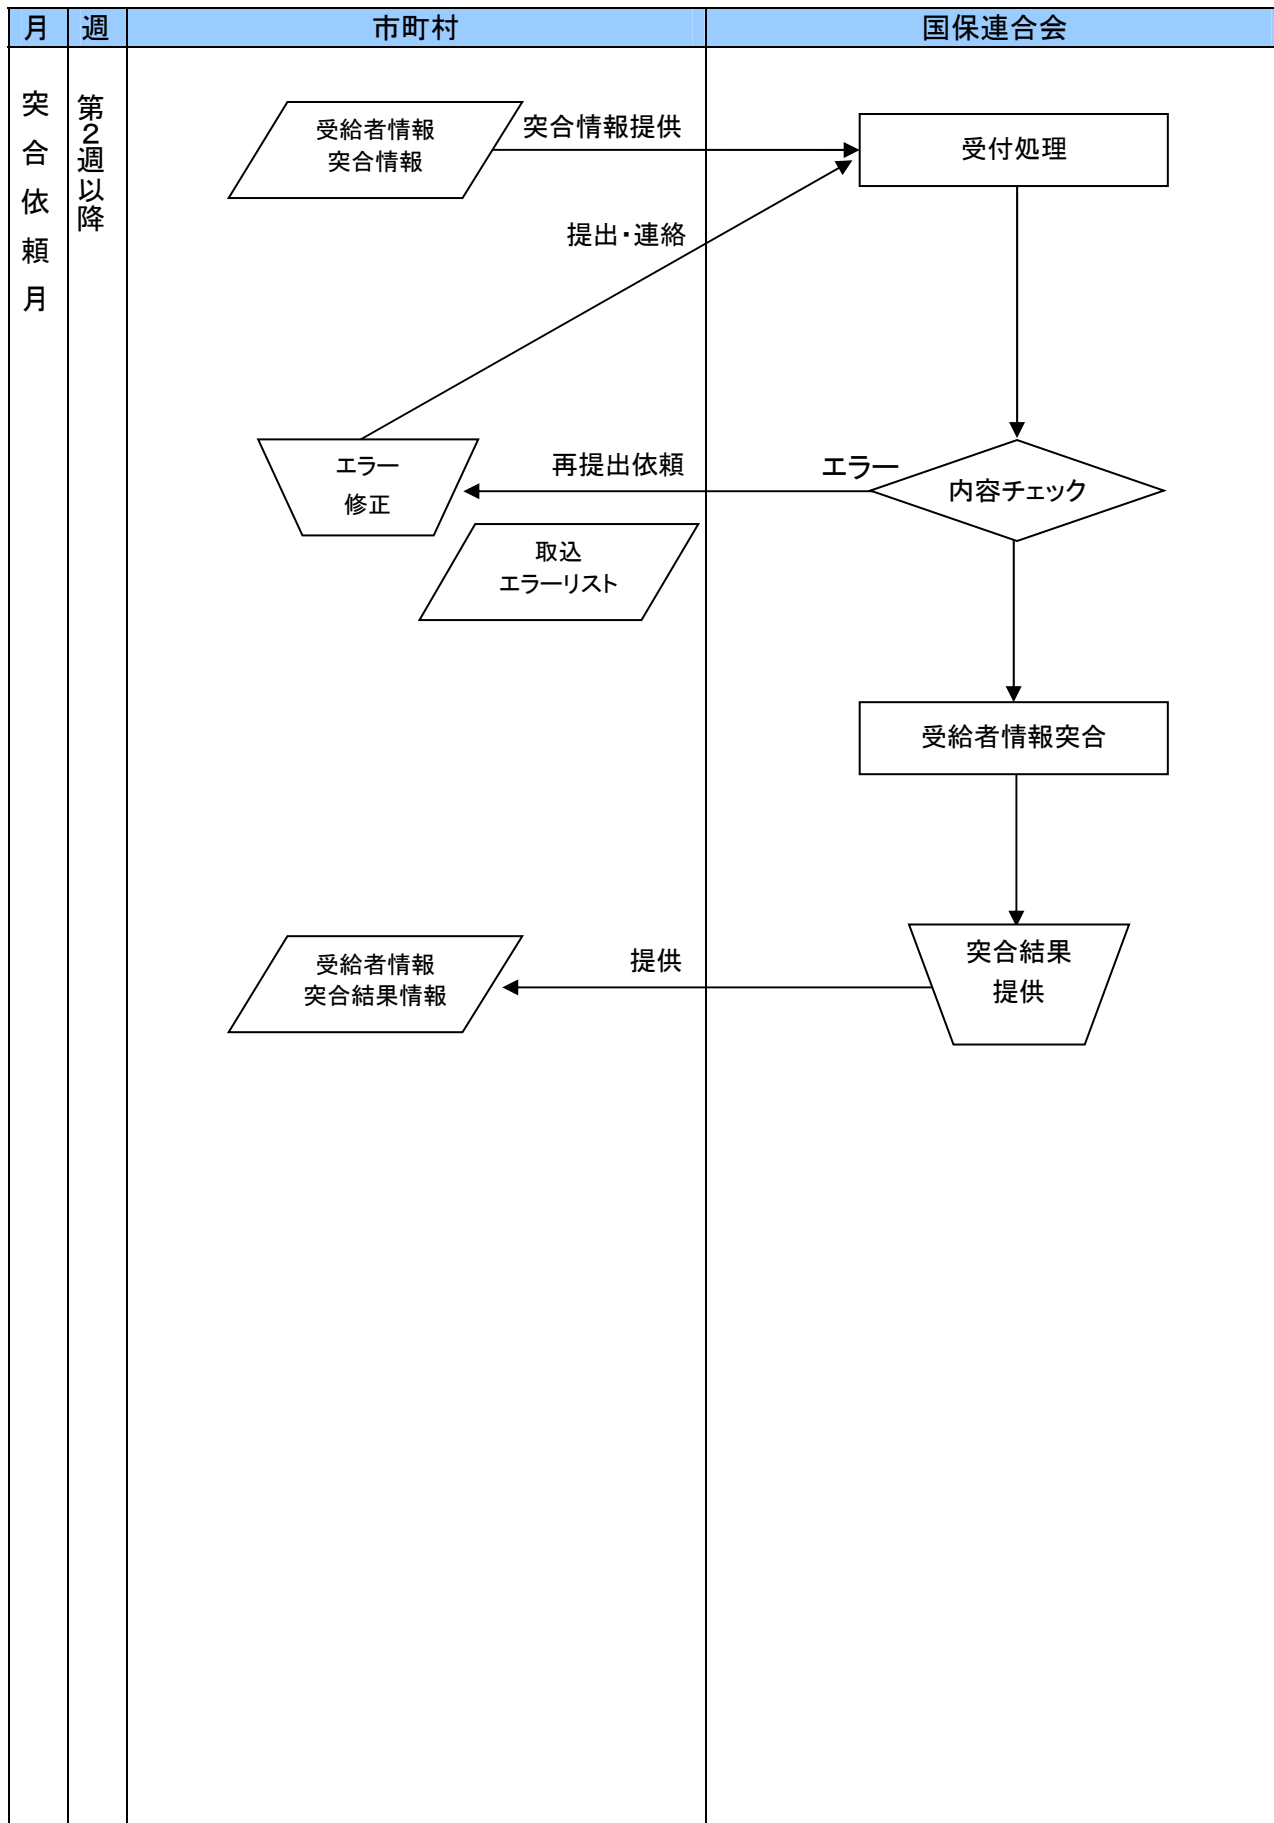 月 週 市町村 国保連合会
突合依頼月
第２週以降
受給者情報
突合情報
突合情報提供
受付処理
提出・連絡
エラー
修正
再提出依頼
エラー
内容チェック
取込
エラーリスト
受給者情報突合
受給者情報
突合結果情報
提供
突合結果
提供